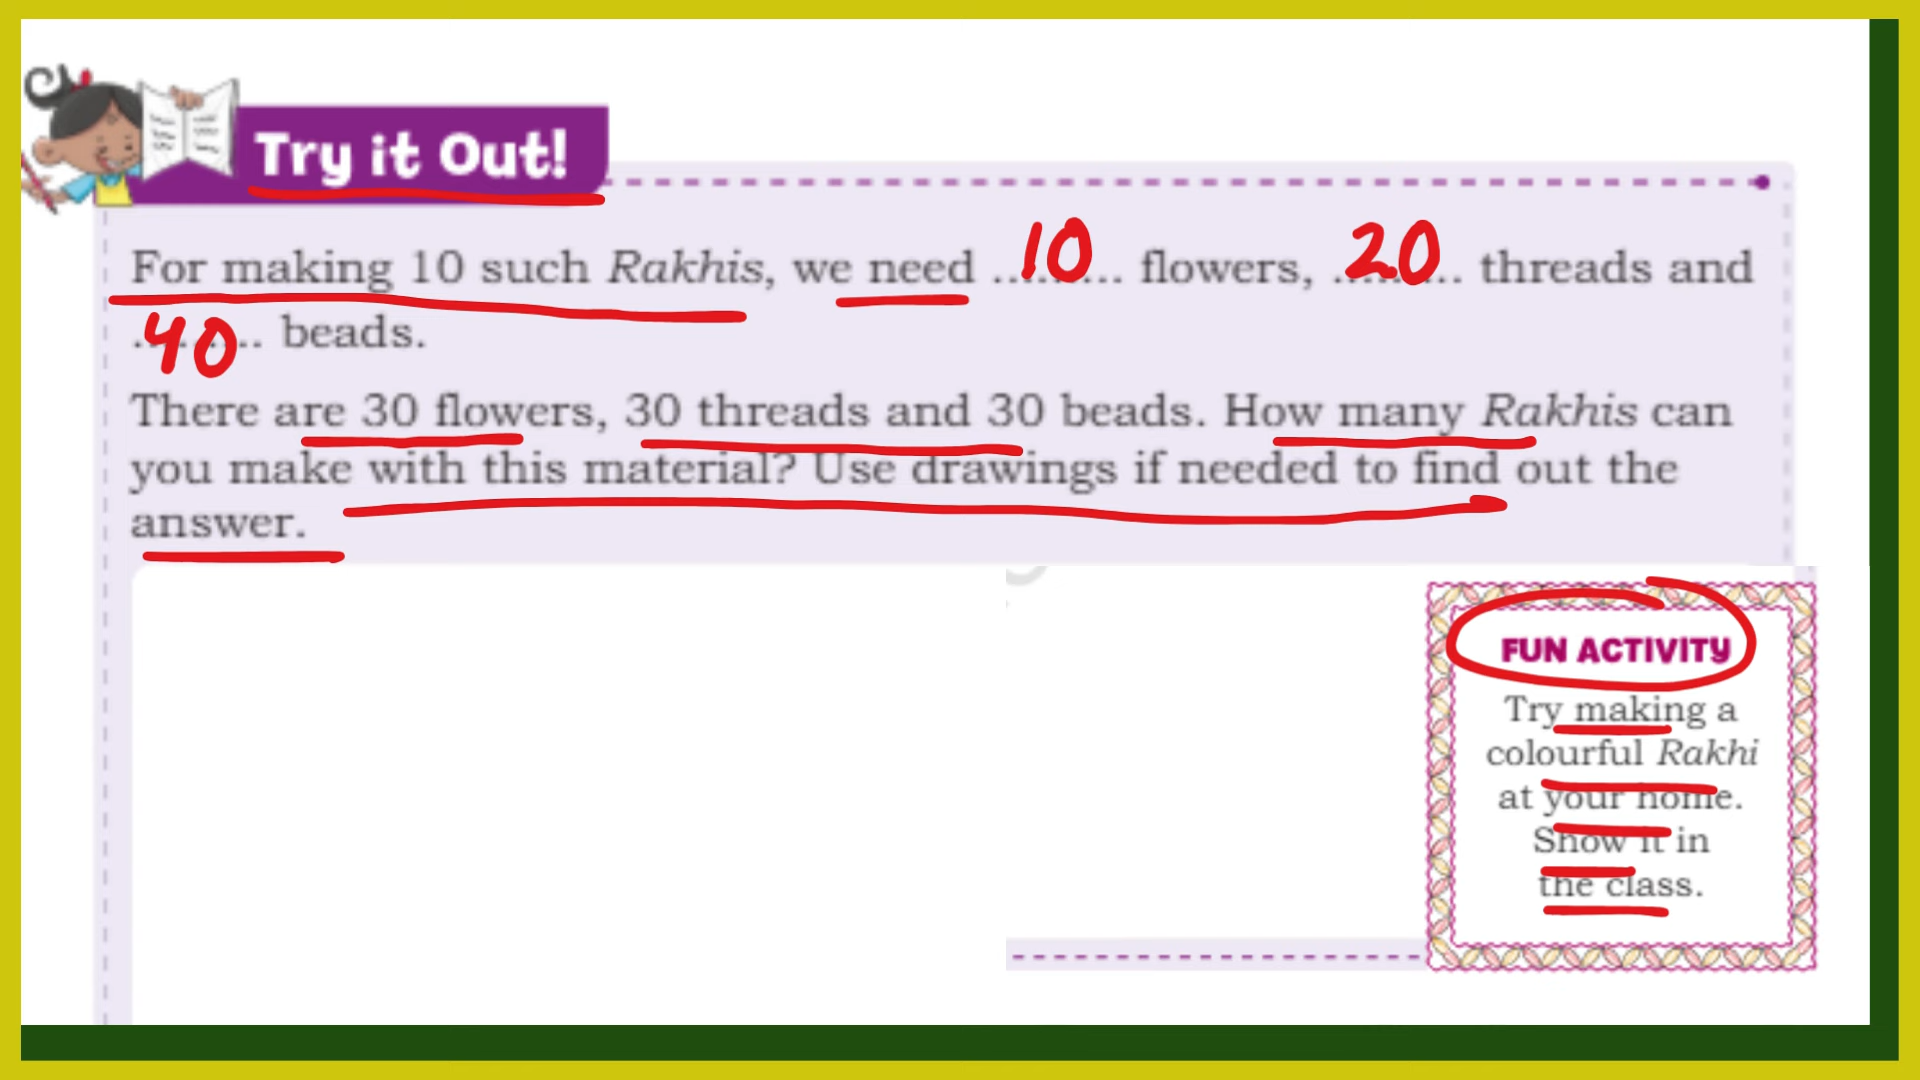 Try it Out!
For making 10 such Rakhis, we need ...10... flowers, ...20... threads and
...40... beads.
There are 30 flowers, 30 threads and 30 beads. How many Rakhis can
you make with this material? Use drawings if needed to find out the
answer.
FUN ACTIVITY
Try making a
colourful Rakhi
at your home.
Show it in
the class.